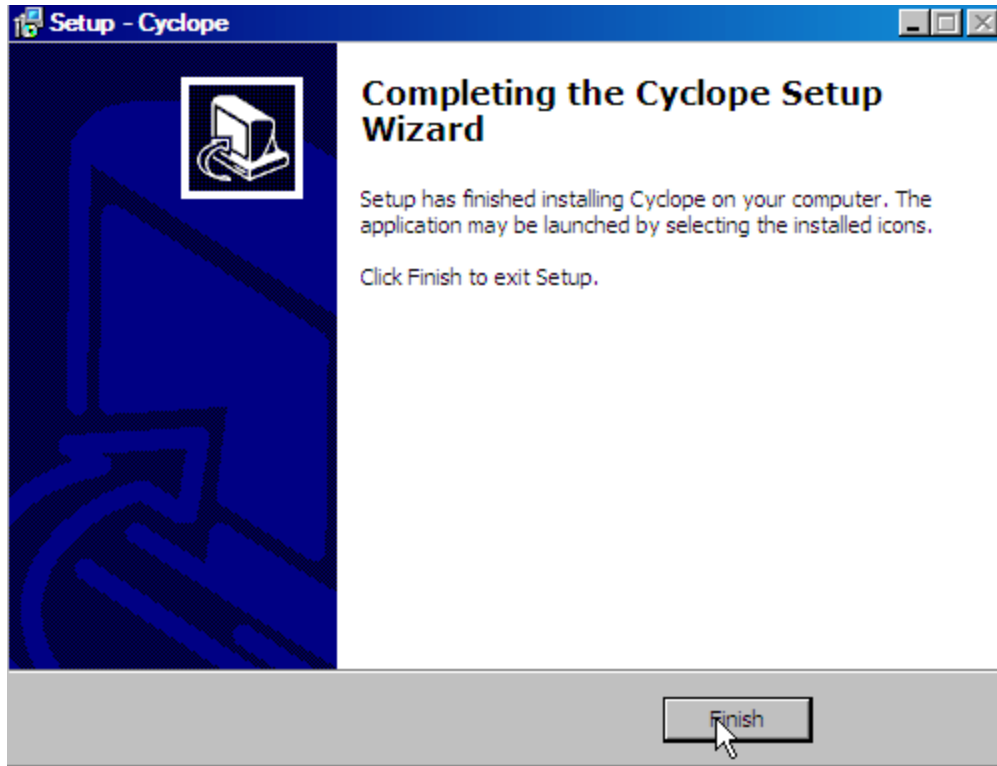 Setup - Cyclope
Completing the Cyclope Setup
Wizard
Setup has finished installing Cyclope on your computer. The
application may be launched by selecting the installed icons.
Click Finish to exit Setup.
Finish